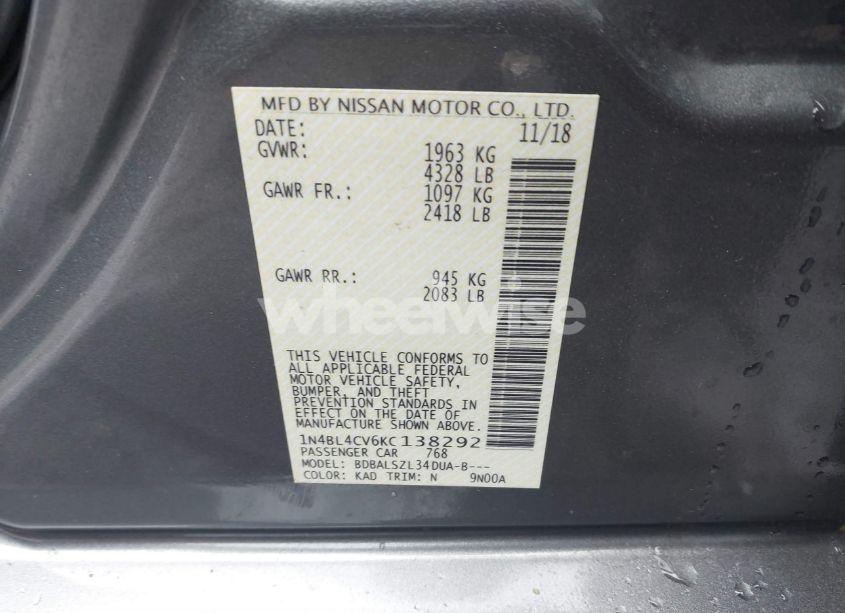 MFD BY NISSAN MOTOR CO., LTD.
DATE: 11/18
GVWR: 1963 KG
4328 LB
GAWR FR.: 1097 KG
2418 LB
GAWR RR.: 945 KG
2083 LB
wheelwise
THIS VEHICLE CONFORMS TO
ALL APPLICABLE FEDERAL
MOTOR VEHICLE SAFETY,
BUMPER, AND THEFT
PREVENTION STANDARDS IN
EFFECT ON THE DATE OF
MANUFACTURE SHOWN ABOVE.
1N4BL4CV6KC138292
PASSENGER CAR 768
MODEL: BDBALSZL34DUA-B---
COLOR: KAD TRIM: N 9N00A